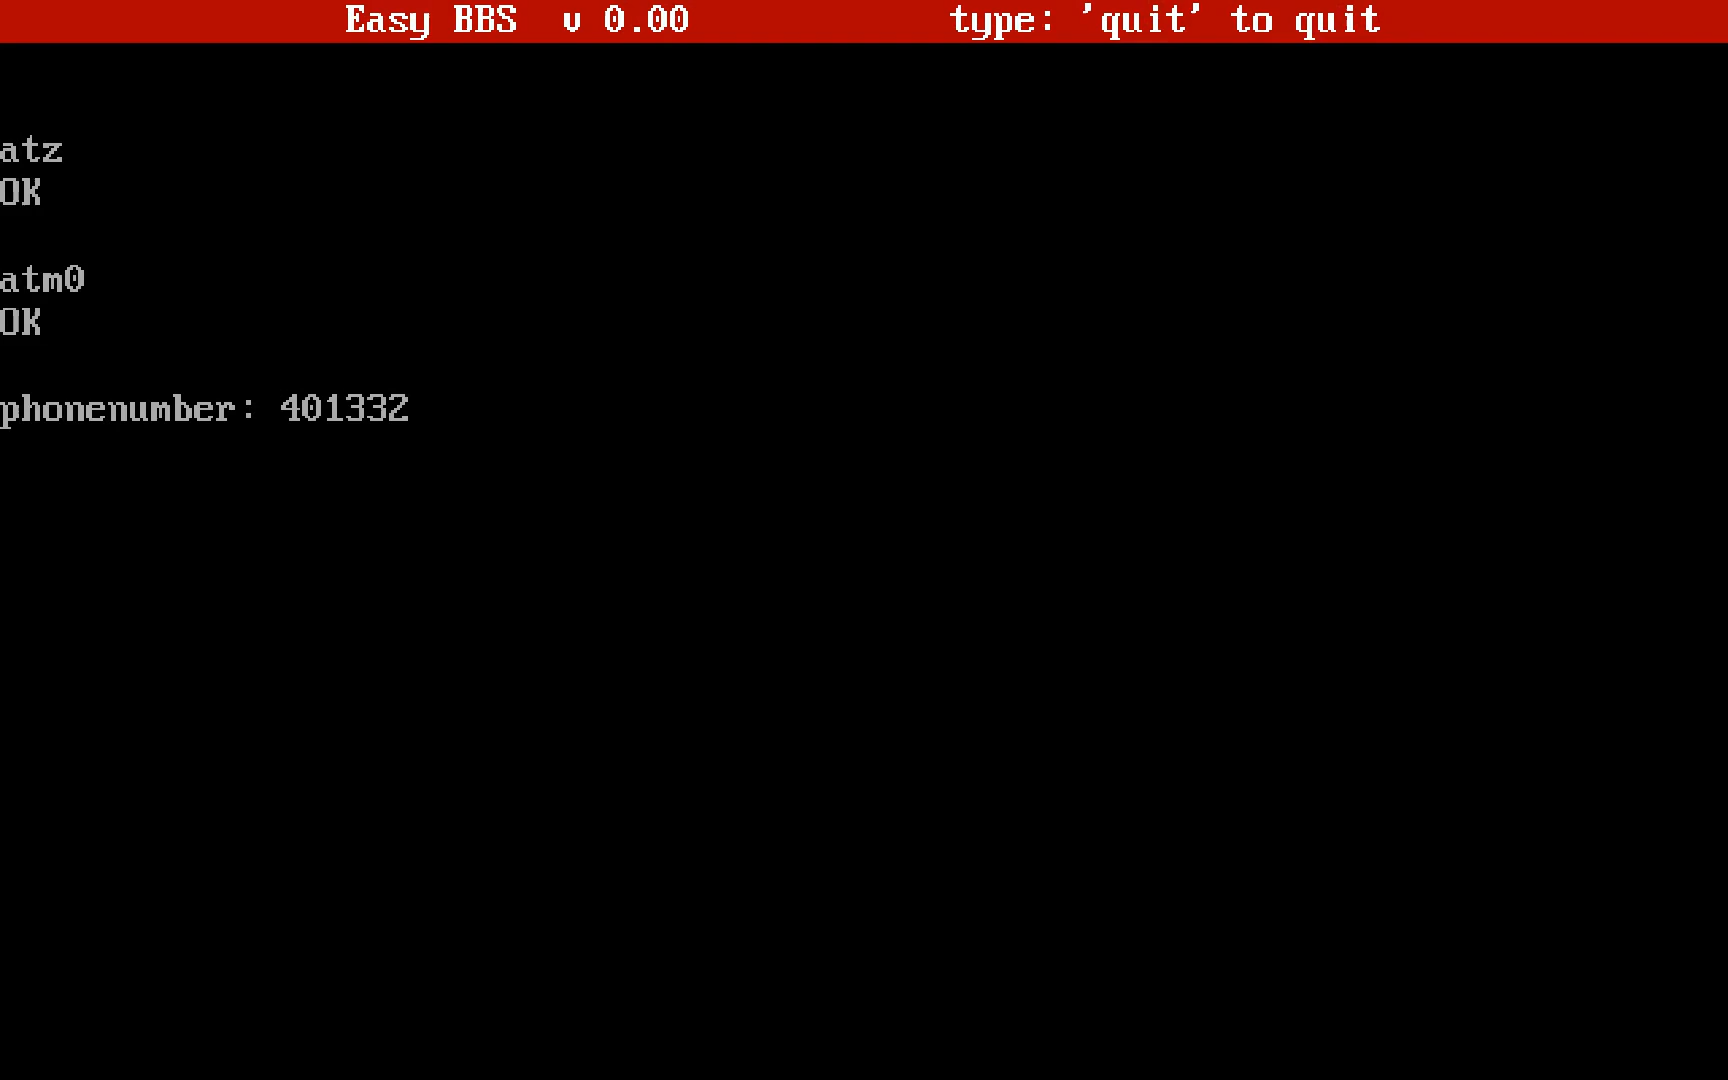 Easy BBS  v 0.00          type: 'quit' to quit
atz
OK
atm0
OK
phonenumber: 401332